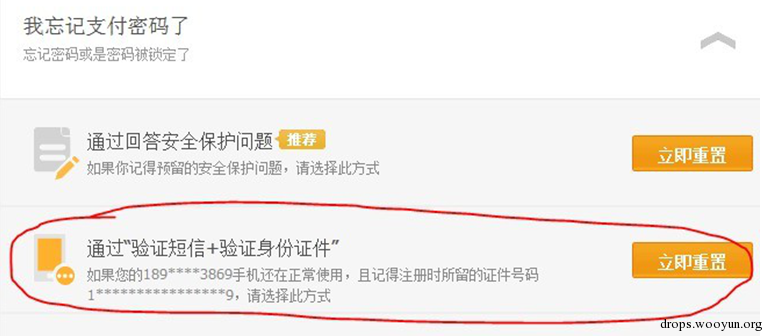 我忘记支付密码了
忘记密码或是密码被锁定了
通过回答安全保护问题 推荐
如果你记得预留的安全保护问题，请选择此方式
立即重置
通过“验证短信+验证身份证件”
如果您的189****3869手机还在正常使用，且记得注册时所留的证件号码
1****************9，请选择此方式
立即重置
drops.wooyun.org